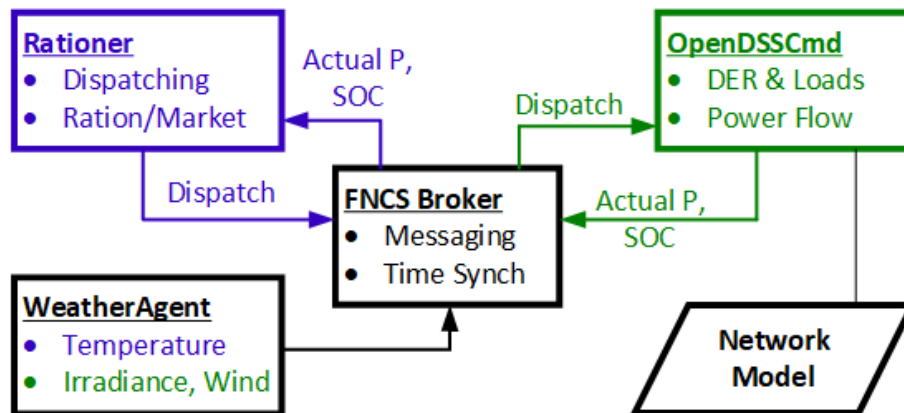 Rationer
• Dispatching
• Ration/Market
Actual P,
SOC
Dispatch
OpenDSSCmd
• DER & Loads
• Power Flow
Dispatch
FNCS Broker
• Messaging
• Time Synch
Actual P,
SOC
WeatherAgent
• Temperature
• Irradiance, Wind
Network
Model